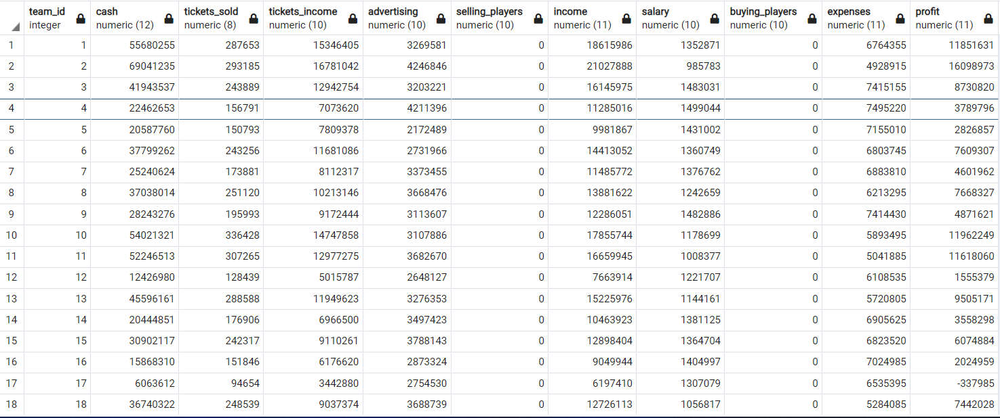 team_id cash tickets_sold tickets_income advertising selling_players income salary buying_players expenses profit
integer numeric (12) numeric (8) numeric (10) numeric (10) numeric (10) numeric (11) numeric (10) numeric (10) numeric (11) numeric (11)
1 1 55680255 287653 15346405 3269581 0 18615986 1352871 0 6764355 11851631
2 2 69041235 293185 16781042 4246846 0 21027888 985783 0 4928915 16098973
3 3 41943537 243889 12942754 3203221 0 16145975 1483031 0 7415155 8730820
4 4 22462653 156791 7073620 4211396 0 11285016 1499044 0 7495220 3789796
5 5 20587760 150793 7809378 2172489 0 9981867 1431002 0 7155010 2826857
6 6 37799262 243256 11681086 2731966 0 14413052 1360749 0 6803745 7609307
7 7 25240624 173881 8112317 3373455 0 11485772 1376762 0 6883810 4601962
8 8 37038014 251120 10213146 3668476 0 13881622 1242659 0 6213295 7668327
9 9 28243276 195993 9172444 3113607 0 12286051 1482886 0 7414430 4871621
10 10 54021321 336428 14747858 3107886 0 17855744 1178699 0 5893495 11962249
11 11 52246513 307265 12977275 3682670 0 16659945 1008377 0 5041885 11618060
12 12 12426980 128439 5015787 2648127 0 7663914 1221707 0 6108535 1555379
13 13 45596161 288588 11949623 3276353 0 15225976 1144161 0 5720805 9505171
14 14 20444851 176906 6966500 3497423 0 10463923 1381125 0 6905625 3558298
15 15 30902117 242317 9110261 3788143 0 12898404 1364704 0 6823520 6074884
16 16 15868310 151846 6176620 2873324 0 9049944 1404997 0 7024985 2024959
17 17 6063612 94654 3442880 2754530 0 6197410 1307079 0 6535395 -337985
18 18 36740322 248539 9037374 3688739 0 12726113 1056817 0 5284085 7442028